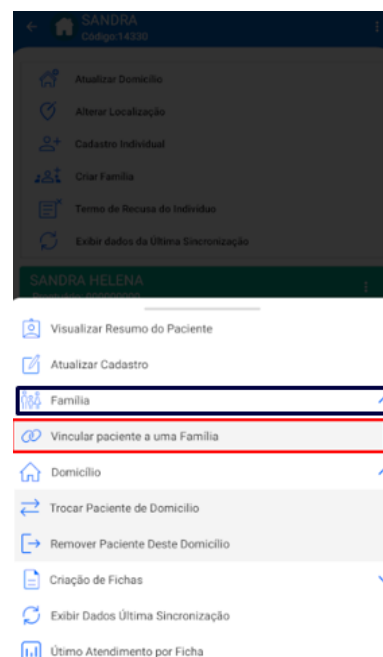 SANDRA
Código:14330
Atualizar Domicílio
Alterar Localização
Cadastro Individual
Criar Família
Termo de Recusa do Indivíduo
Exibir dados da Última Sincronização
SANDRA HELENA
Visualizar Resumo do Paciente
Atualizar Cadastro
Família
Vincular paciente a uma Família
Domicílio
Trocar Paciente de Domicilio
Remover Paciente Deste Domicílio
Criação de Fichas
Exibir Dados Última Sincronização
Útimo Atendimento por Ficha